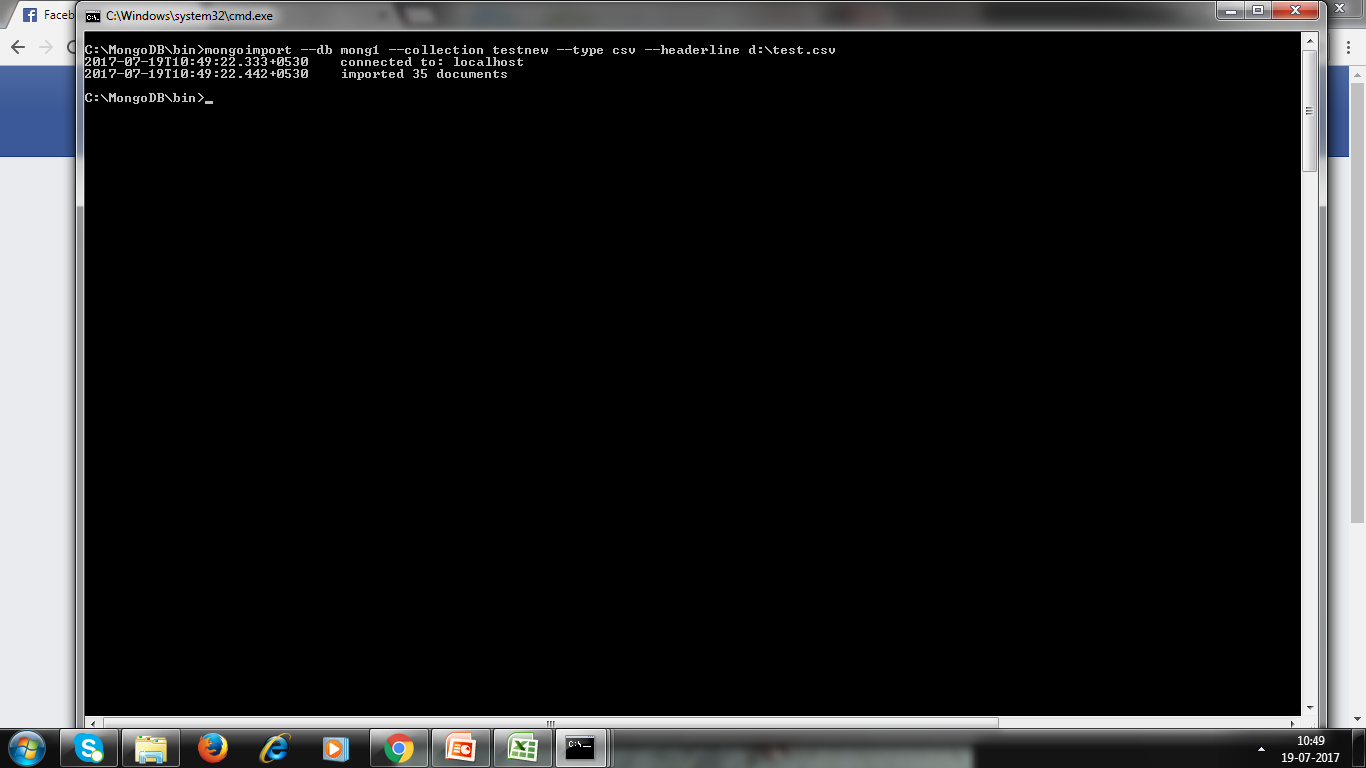 Faceb
C:\Windows\system32\cmd.exe
C:\MongoDB\bin>mongoimport --db mong1 --collection testnew --type csv --headerline d:\test.csv
2017-07-19T10:49:22.333+0530    connected to: localhost
2017-07-19T10:49:22.442+0530    imported 35 documents
C:\MongoDB\bin>_
10:49
19-07-2017